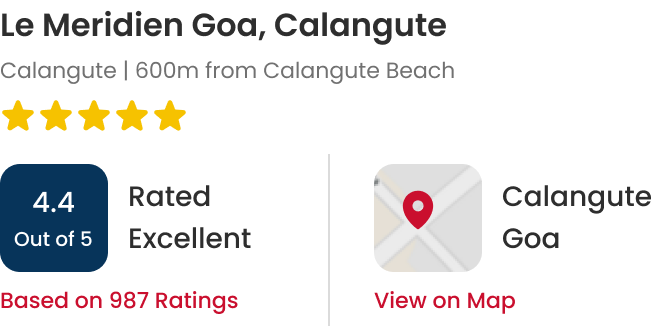 Le Meridien Goa, Calangute
Calangute | 600m from Calangute Beach
4.4
Out of 5
Rated
Excellent
Based on 987 Ratings
Calangute
Goa
View on Map